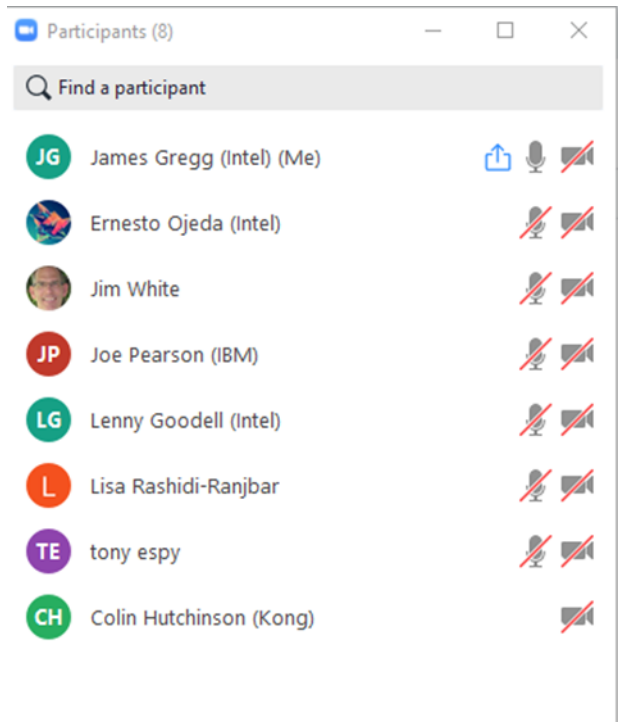 Participants (8)
Find a participant
JG James Gregg (Intel) (Me)
Ernesto Ojeda (Intel)
Jim White
JP Joe Pearson (IBM)
LG Lenny Goodell (Intel)
L Lisa Rashidi-Ranjbar
TE tony espy
CH Colin Hutchinson (Kong)